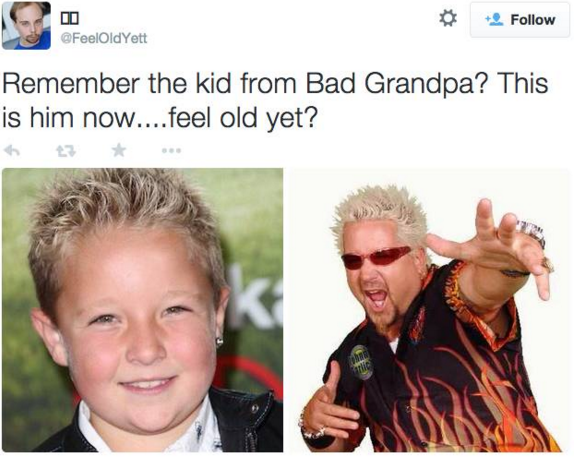 Follow
@FeelOldYett
Remember the kid from Bad Grandpa? This
is him now....feel old yet?